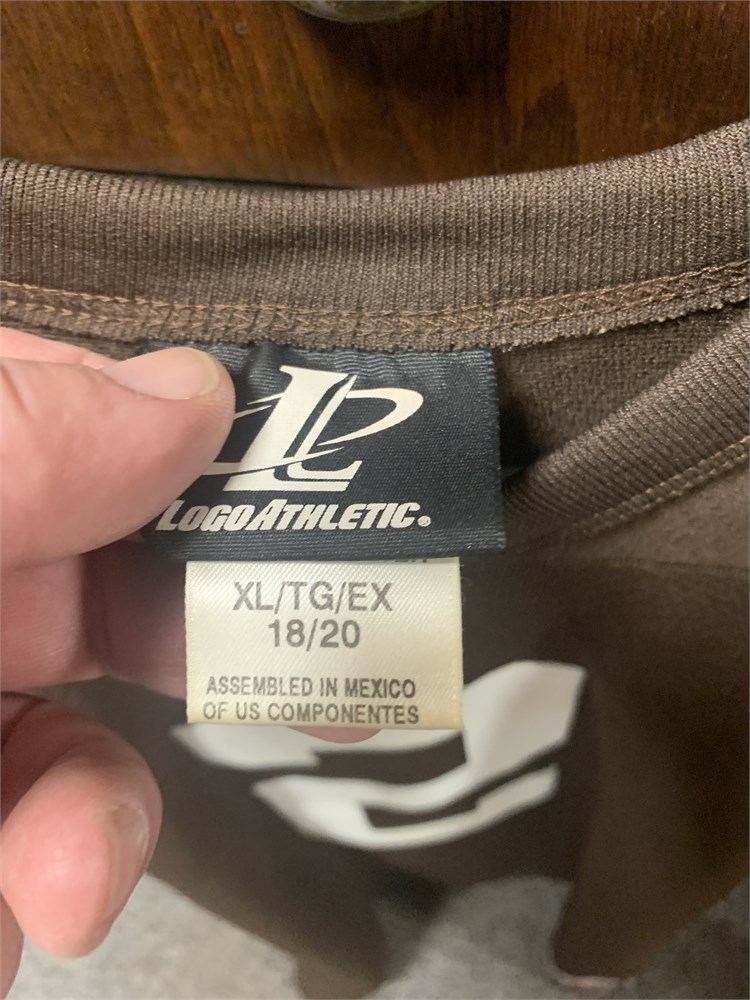 LOGOATHLETIC.
XL/TG/EX
18/20
ASSEMBLED IN MEXICO
OF US COMPONENTES